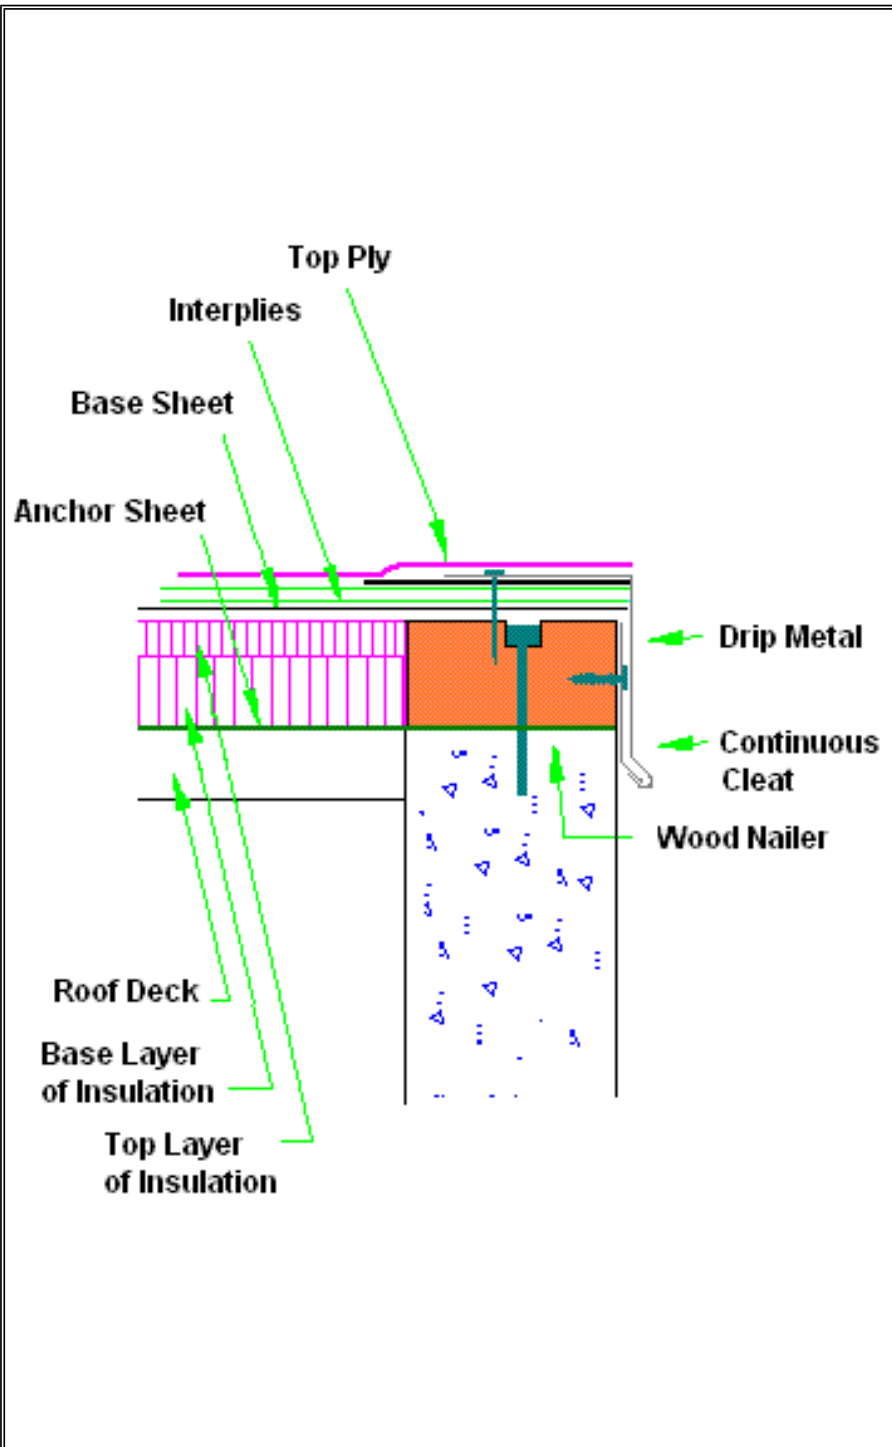 Top Ply
Interplies
Base Sheet
Anchor Sheet
Drip Metal
Continuous
Cleat
Wood Nailer
Roof Deck
Base Layer
of Insulation
Top Layer
of Insulation